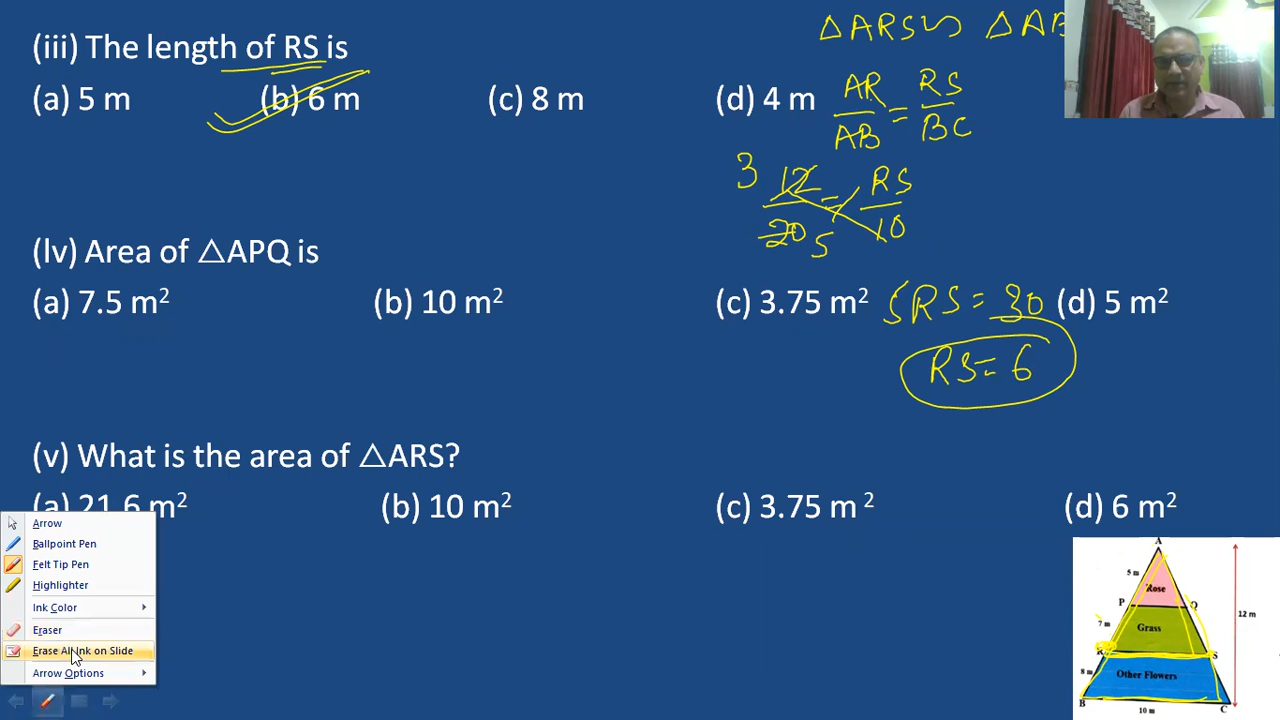 (iii) The length of RS is
(a) 5 m (b) 6 m (c) 8 m (d) 4 m
△ARS ∽ △AB
AR/AB = RS/BC
3 12/20 5 = RS/10
(lv) Area of △APQ is
(a) 7.5 m² (b) 10 m² (c) 3.75 m² (d) 5 m²
5RS = 30
RS = 6
(v) What is the area of △ARS?
(a) 21.6 m² (b) 10 m² (c) 3.75 m ² (d) 6 m²
Arrow
Ballpoint Pen
Felt Tip Pen
Highlighter
Ink Color
Eraser
Erase All Ink on Slide
Arrow Options
A
5 m
Rose
P Q
7 m
Grass
12 m
R S
8 m
Other Flowers
B C
10 m